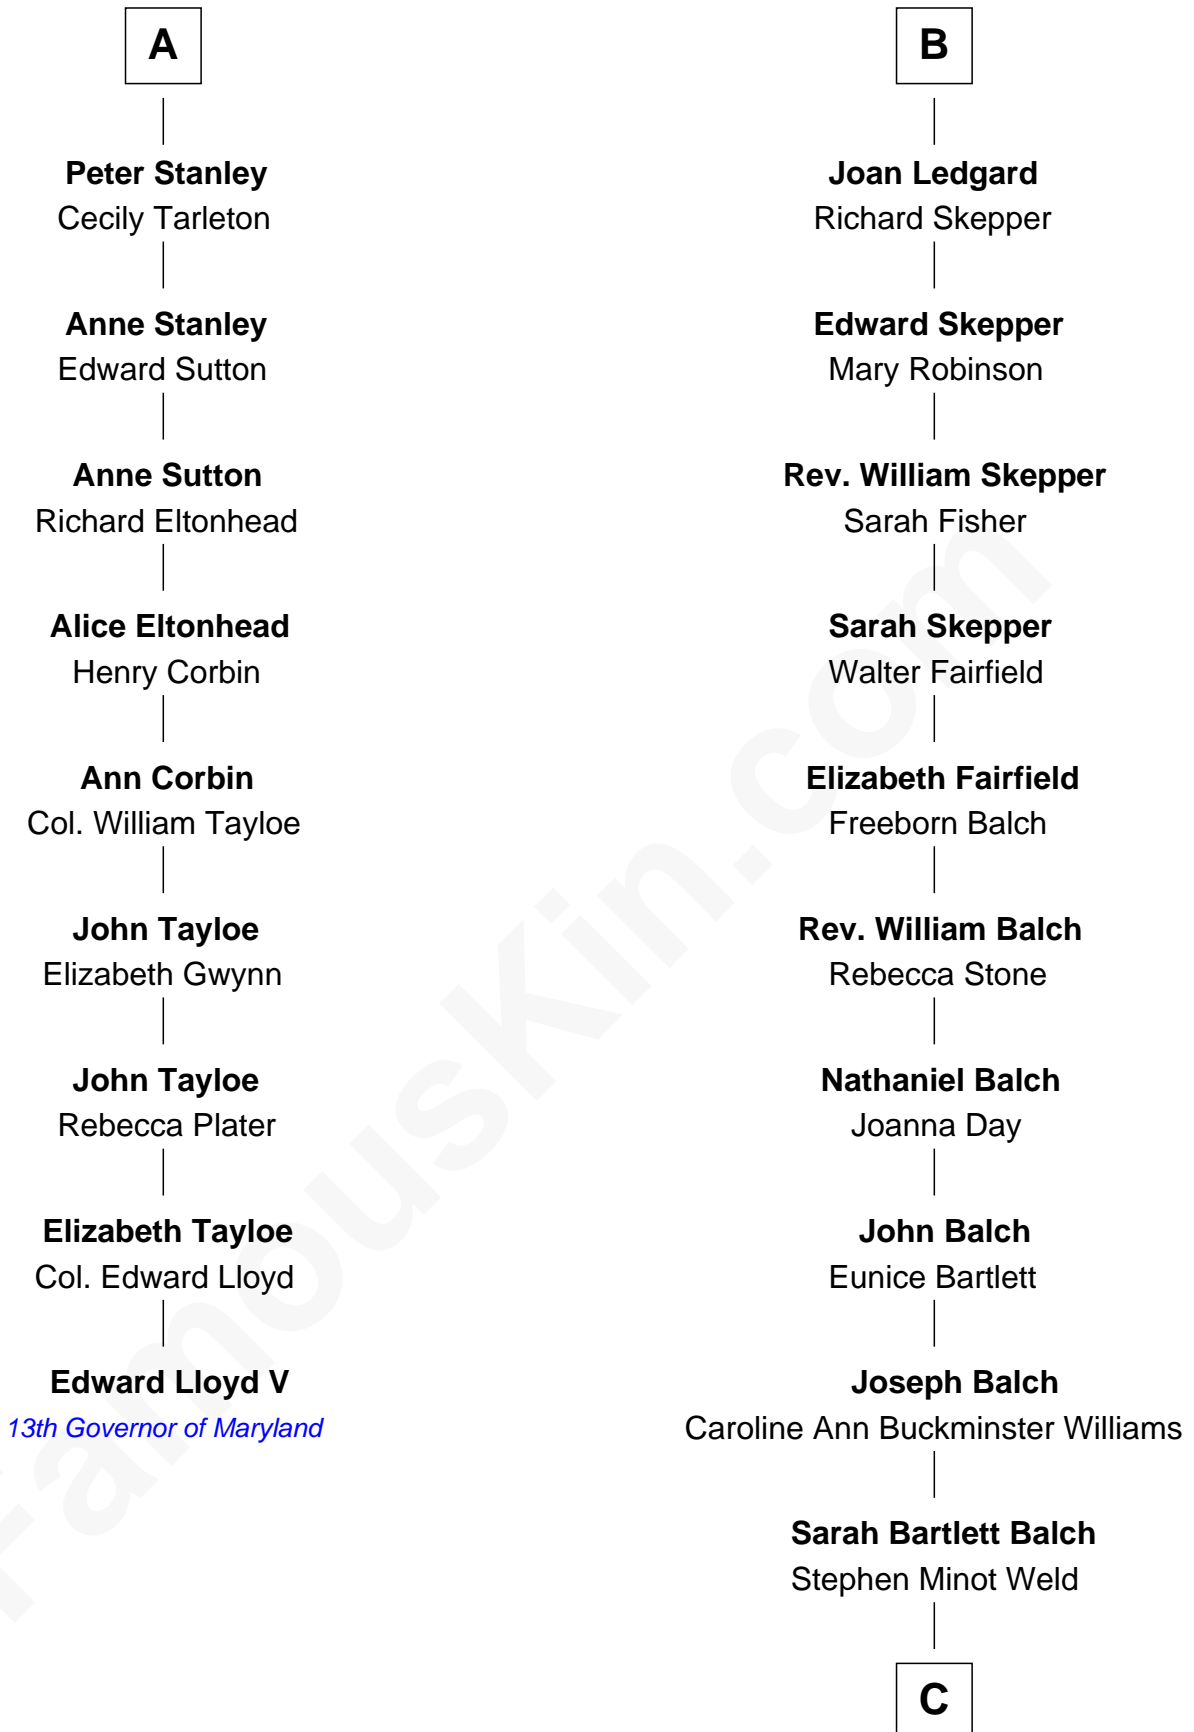 A
Peter Stanley
Cecily Tarleton
Anne Stanley
Edward Sutton
Anne Sutton
Richard Eltonhead
Alice Eltonhead
Henry Corbin
Ann Corbin
Col. William Tayloe
John Tayloe
Elizabeth Gwynn
John Tayloe
Rebecca Plater
Elizabeth Tayloe
Col. Edward Lloyd
Edward Lloyd V
13th Governor of Maryland
B
Joan Ledgard
Richard Skepper
Edward Skepper
Mary Robinson
Rev. William Skepper
Sarah Fisher
Sarah Skepper
Walter Fairfield
Elizabeth Fairfield
Freeborn Balch
Rev. William Balch
Rebecca Stone
Nathaniel Balch
Joanna Day
John Balch
Eunice Bartlett
Joseph Balch
Caroline Ann Buckminster Williams
Sarah Bartlett Balch
Stephen Minot Weld
C
FamousKin.com